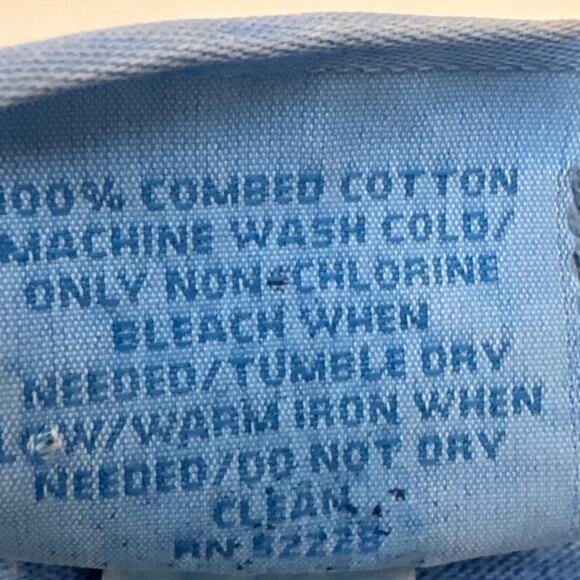 100% COMBED COTTON
MACHINE WASH COLD/
ONLY NON-CHLORINE
BLEACH WHEN
NEEDED/TUMBLE DRY
LOW/WARM IRON WHEN
NEEDED/DO NOT DRY
CLEAN
RN 52228